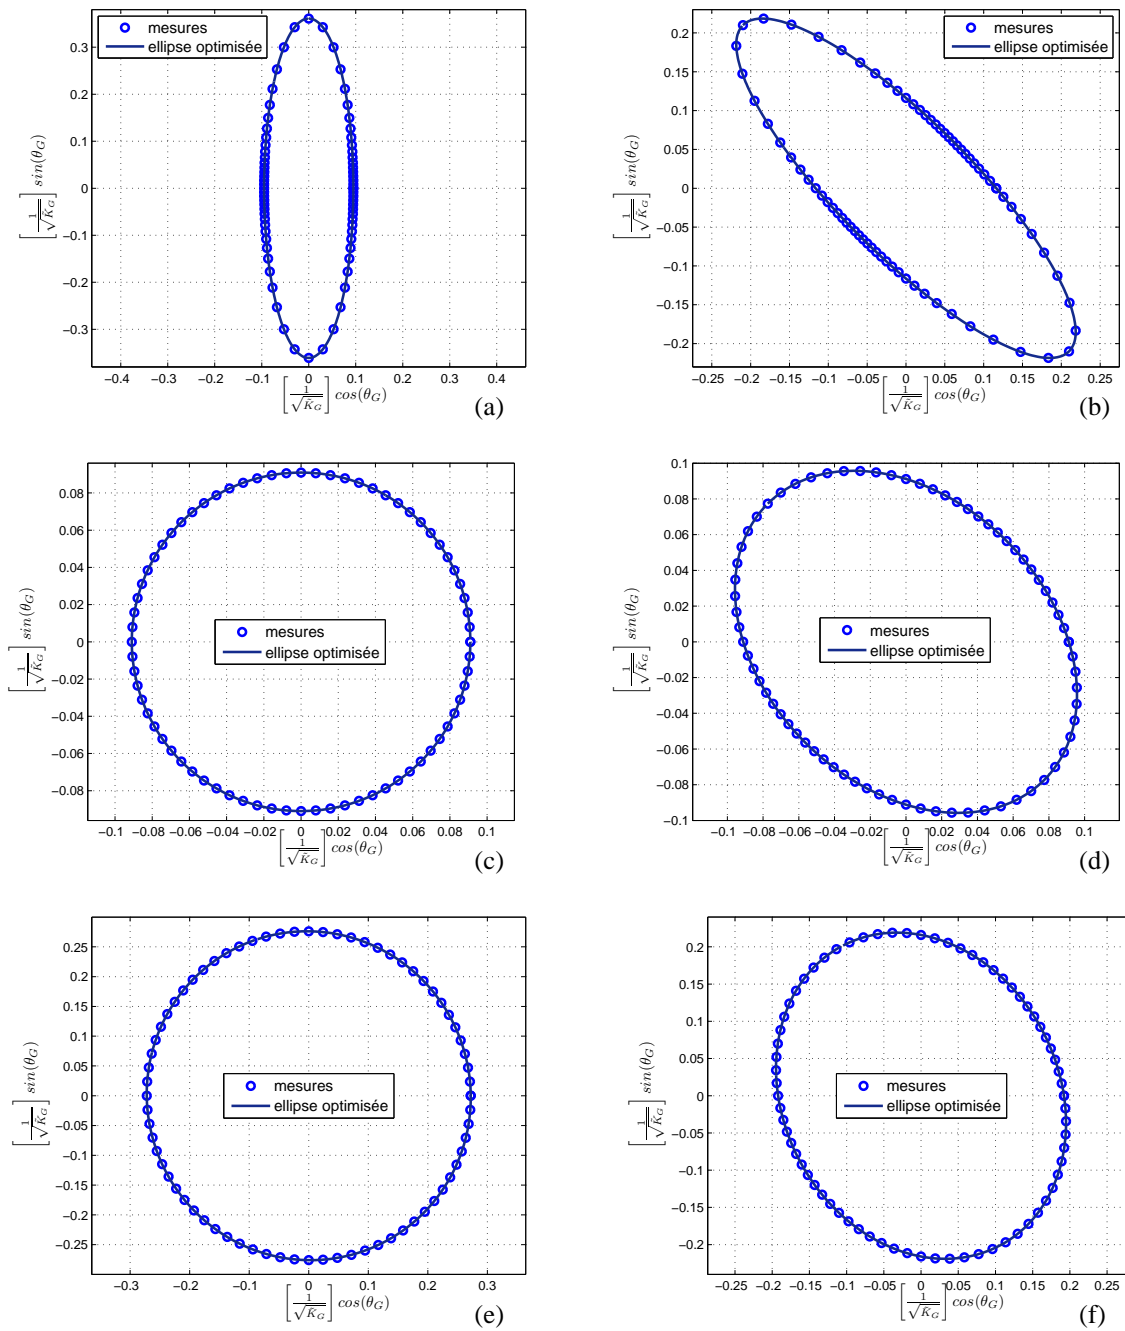 mesures
ellipse optimisée
0.3
0.2
0.1
0
−0.1
−0.2
−0.3
−0.4 −0.3 −0.2 −0.1 0 0.1 0.2 0.3 0.4
[1/√K̃_G] sin(θ_G)
[1/√K̃_G] cos(θ_G)
(a)
mesures
ellipse optimisée
0.2
0.15
0.1
0.05
0
−0.05
−0.1
−0.15
−0.2
−0.25 −0.2 −0.15 −0.1 −0.05 0 0.05 0.1 0.15 0.2 0.25
[1/√K̃_G] sin(θ_G)
[1/√K̃_G] cos(θ_G)
(b)
0.08
0.06
0.04
0.02
0
−0.02
−0.04
−0.06
−0.08
mesures
ellipse optimisée
−0.1 −0.08 −0.06 −0.04 −0.02 0 0.02 0.04 0.06 0.08 0.1
[1/√K̃_G] sin(θ_G)
[1/√K̃_G] cos(θ_G)
(c)
0.1
0.08
0.06
0.04
0.02
0
−0.02
−0.04
−0.06
−0.08
−0.1
mesures
ellipse optimisée
−0.1 −0.08 −0.06 −0.04 −0.02 0 0.02 0.04 0.06 0.08 0.1
[1/√K̃_G] sin(θ_G)
[1/√K̃_G] cos(θ_G)
(d)
0.25
0.2
0.15
0.1
0.05
0
−0.05
−0.1
−0.15
−0.2
−0.25
mesures
ellipse optimisée
−0.3 −0.2 −0.1 0 0.1 0.2 0.3
[1/√K̃_G] sin(θ_G)
[1/√K̃_G] cos(θ_G)
(e)
0.2
0.15
0.1
0.05
0
−0.05
−0.1
−0.15
−0.2
mesures
ellipse optimisée
−0.25 −0.2 −0.15 −0.1 −0.05 0 0.05 0.1 0.15 0.2 0.25
[1/√K̃_G] sin(θ_G)
[1/√K̃_G] cos(θ_G)
(f)